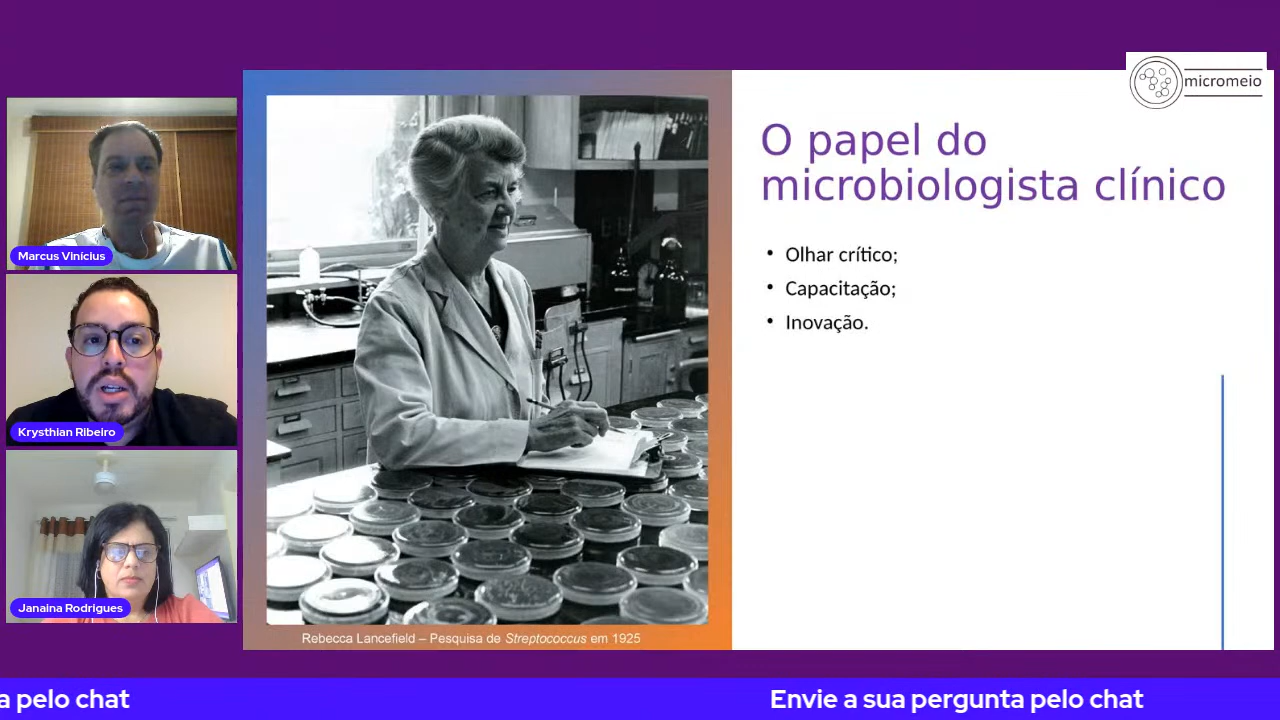 micromeio
O papel do
microbiologista clínico
• Olhar crítico;
• Capacitação;
• Inovação.
Marcus Vinícius
Krysthian Ribeiro
Janaina Rodrigues
Rebecca Lancefield – Pesquisa de Streptococcus em 1925
a pelo chat
Envie a sua pergunta pelo chat